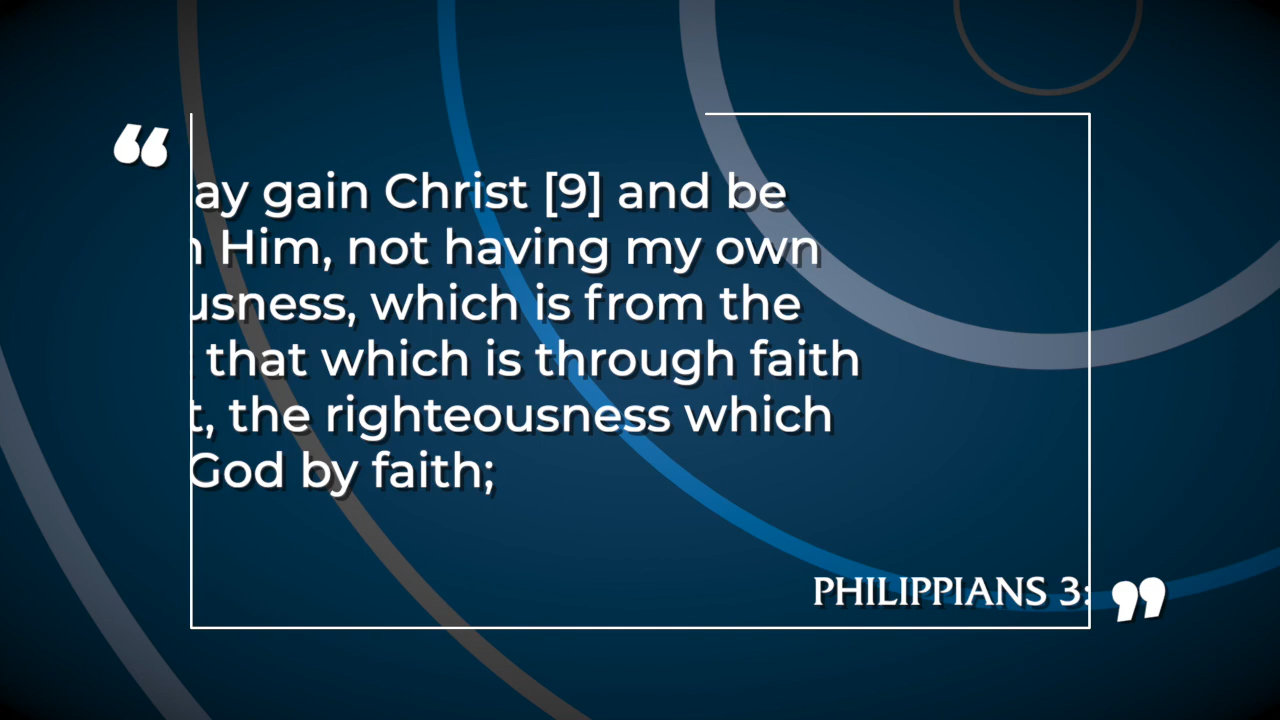 “
ay gain Christ [9] and be
n Him, not having my own
usness, which is from the
that which is through faith
t, the righteousness which
God by faith;
PHILIPPIANS 3:
”